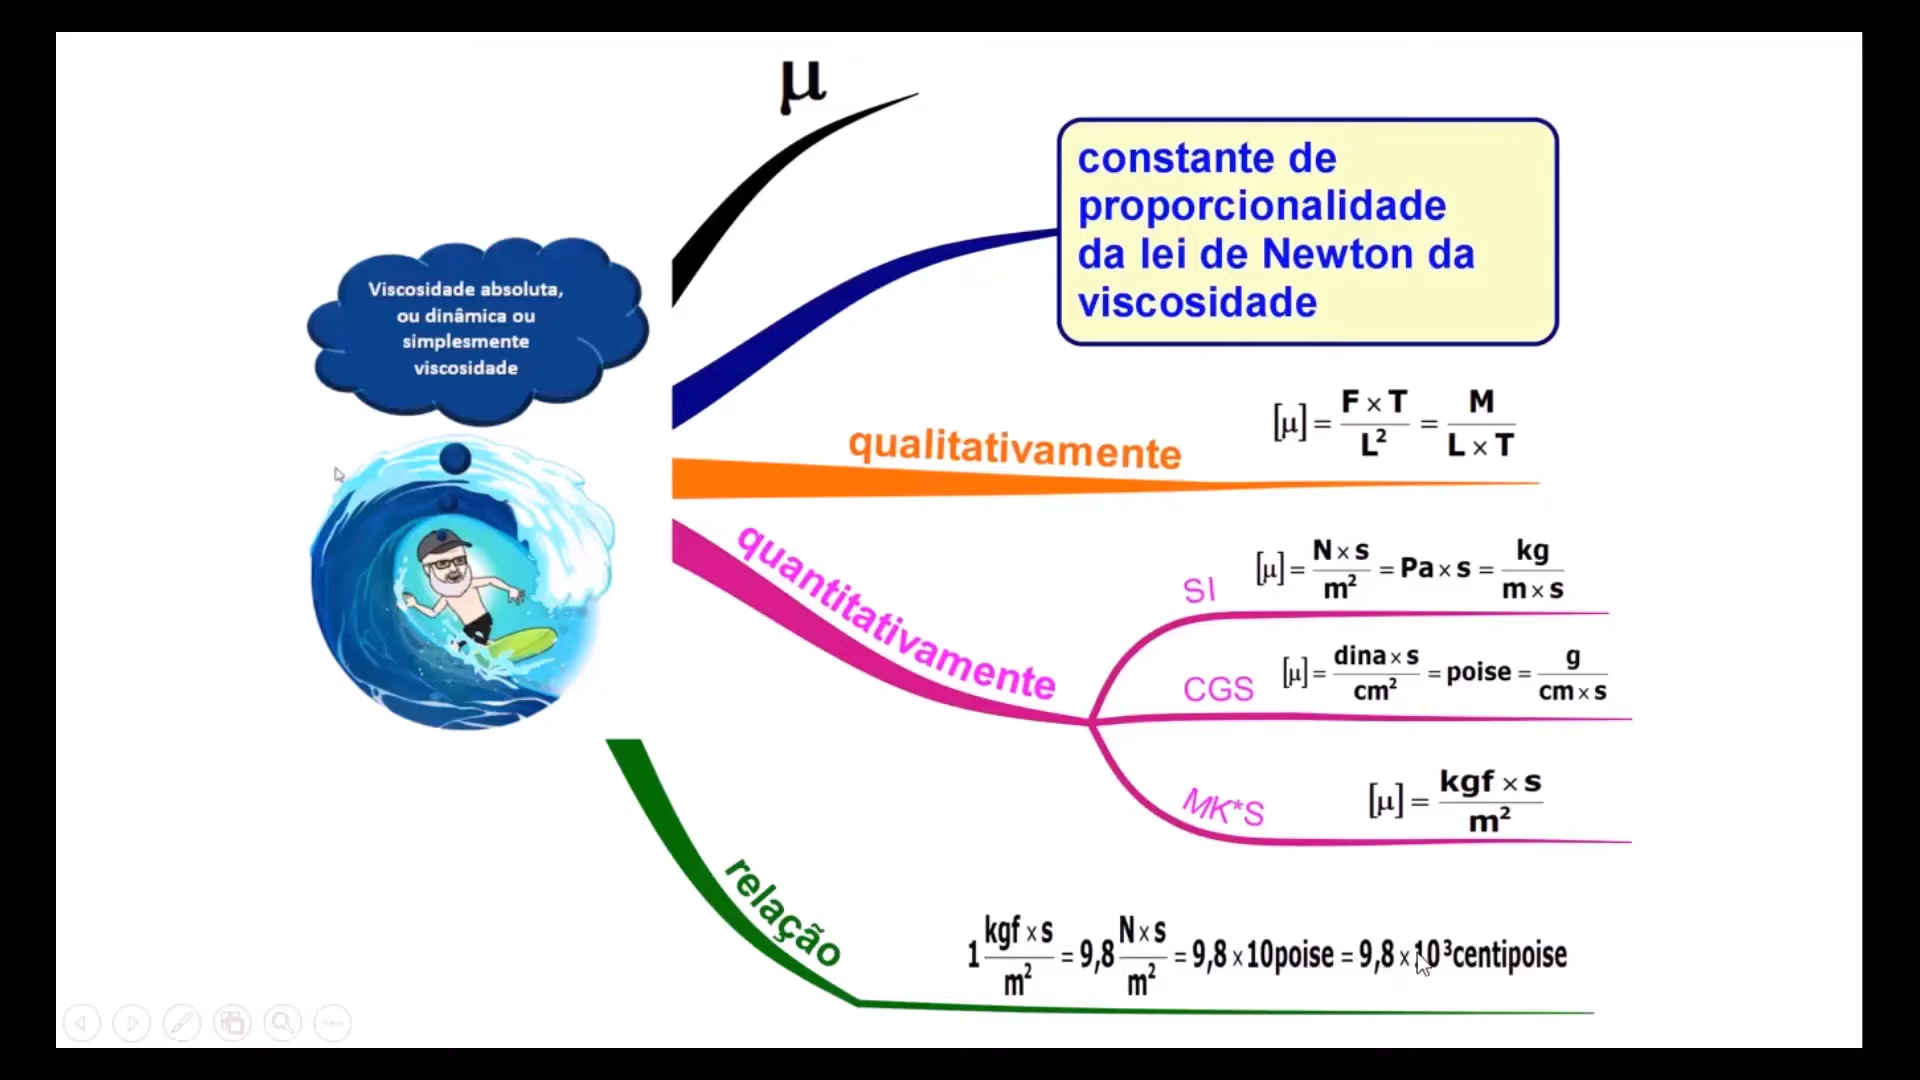 μ
constante de
proporcionalidade
da lei de Newton da
viscosidade
Viscosidade absoluta,
ou dinâmica ou
simplesmente
viscosidade
qualitativamente
[μ] = F × T / L² = M / L × T
quantitativamente
SI
[μ] = N × s / m² = Pa × s = kg / m × s
CGS
[μ] = dina × s / cm² = poise = g / cm × s
MK*S
[μ] = kgf × s / m²
relação
1 kgf × s / m² = 9,8 N × s / m² = 9,8 × 10poise = 9,8 × 10³centipoise